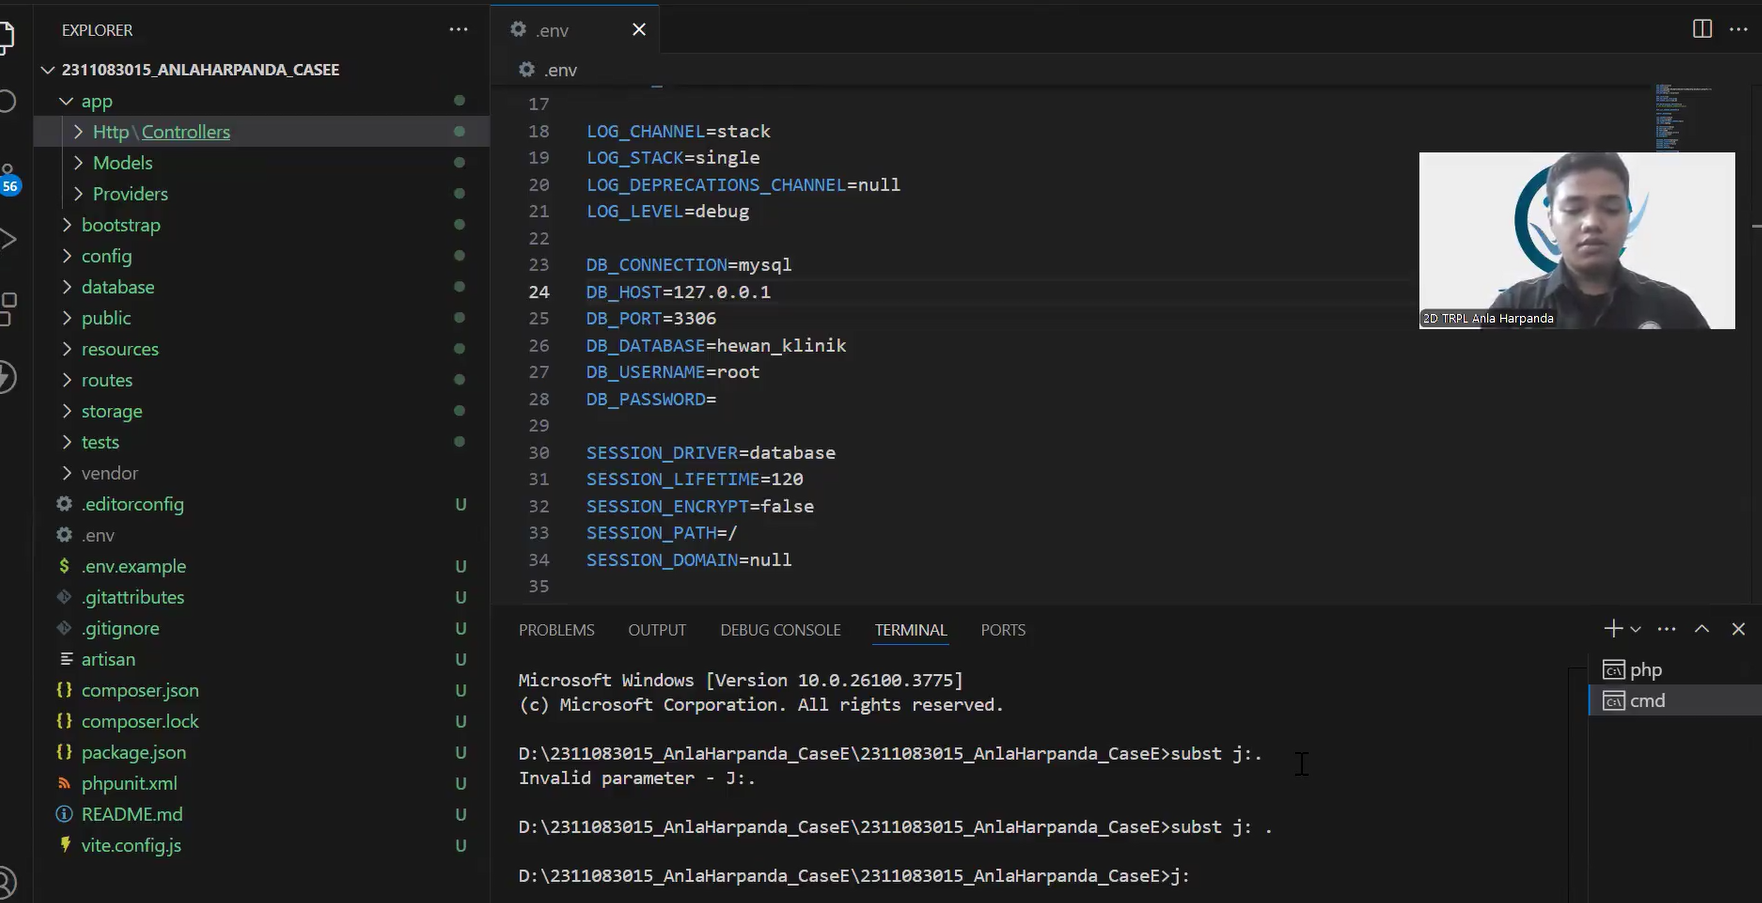 EXPLORER
2311083015_ANLAHARPANDA_CASEE
app
Http\Controllers
Models
Providers
bootstrap
config
database
public
resources
routes
storage
tests
vendor
.editorconfig U
.env
.env.example U
.gitattributes U
.gitignore U
artisan U
composer.json U
composer.lock U
package.json U
phpunit.xml U
README.md U
vite.config.js U
56
.env
.env
17
18 LOG_CHANNEL=stack
19 LOG_STACK=single
20 LOG_DEPRECATIONS_CHANNEL=null
21 LOG_LEVEL=debug
22
23 DB_CONNECTION=mysql
24 DB_HOST=127.0.0.1
25 DB_PORT=3306
26 DB_DATABASE=hewan_klinik
27 DB_USERNAME=root
28 DB_PASSWORD=
29
30 SESSION_DRIVER=database
31 SESSION_LIFETIME=120
32 SESSION_ENCRYPT=false
33 SESSION_PATH=/
34 SESSION_DOMAIN=null
35
2D TRPL Anla Harpanda
PROBLEMS OUTPUT DEBUG CONSOLE TERMINAL PORTS
Microsoft Windows [Version 10.0.26100.3775]
(c) Microsoft Corporation. All rights reserved.
D:\2311083015_AnlaHarpanda_CaseE\2311083015_AnlaHarpanda_CaseE>subst j:.
Invalid parameter - J:.
D:\2311083015_AnlaHarpanda_CaseE\2311083015_AnlaHarpanda_CaseE>subst j: .
D:\2311083015_AnlaHarpanda_CaseE\2311083015_AnlaHarpanda_CaseE>j:
php
cmd